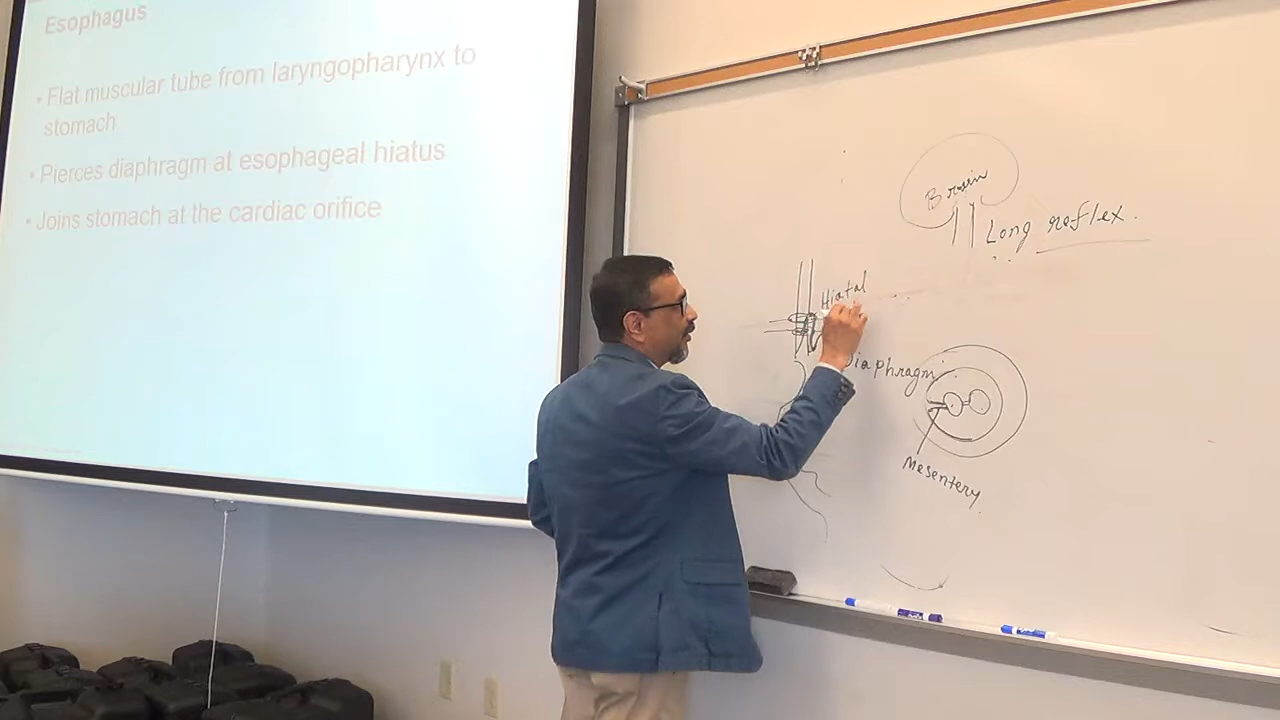 Esophagus
• Flat muscular tube from laryngopharynx to
stomach
• Pierces diaphragm at esophageal hiatus
• Joins stomach at the cardiac orifice
Brain
Long reflex.
Hiatal
Diaphragm
Mesentery